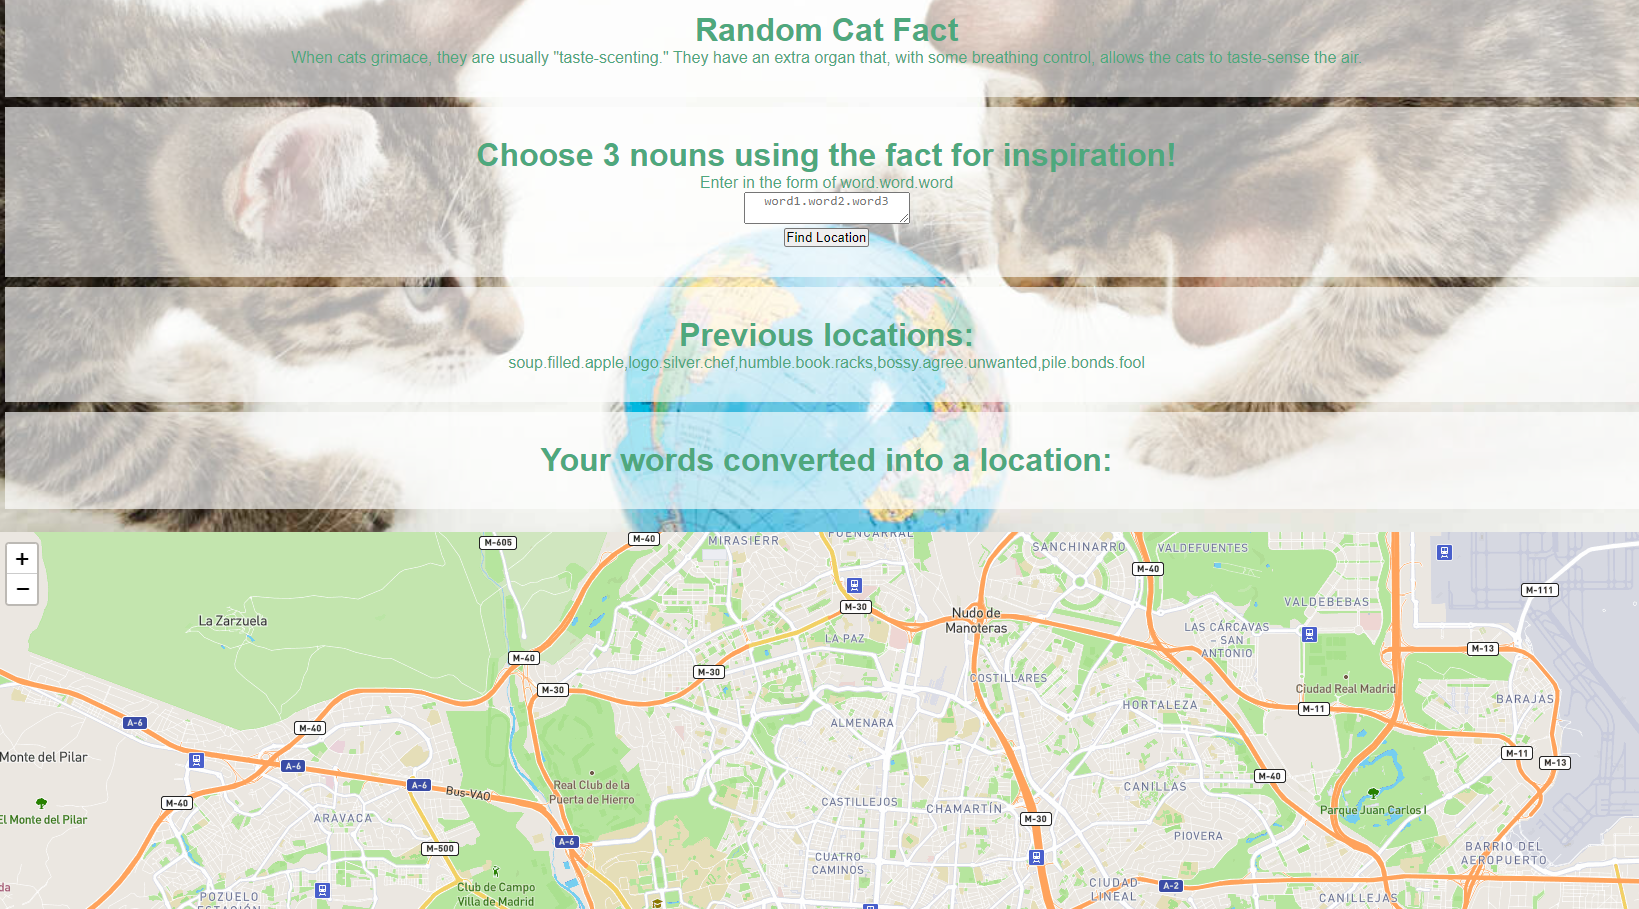 Random Cat Fact
When cats grimace, they are usually "taste-scenting." They have an extra organ that, with some breathing control, allows the cats to taste-sense the air.
Choose 3 nouns using the fact for inspiration!
Enter in the form of word.word.word
word1.word2.word3
Find Location
Previous locations:
soup.filled.apple,logo.silver.chef,humble.book.racks,bossy.agree.unwanted,pile.bonds.fool
Your words converted into a location:
+
−
M-605
M-40
MIRASIERR
FUENCARRAL
SANCHINARRO
VALDEFUENTES
M-40
M-111
M-30
La Zarzuela
Nudo de
Manoteras
VALDEBEBAS
LA PAZ
LAS CÁRCAVAS
– SAN
ANTONIO
M-13
M-40
M-30
M-30
COSTILLARES
Ciudad Real Madrid
BARAJAS
HORTALEZA
M-11
A-6
M-40
ALMENARA
Monte del Pilar
A-6
M-11
M-13
M-40
A-6
Bus-VAO
Real Club de la
Puerta de Hierro
CANILLAS
M-40
CASTILLEJOS
CHAMARTÍN
Parque Juan Carlos I
El Monte del Pilar
ARAVACA
M-30
A-6
PIOVERA
M-500
BARRIO DEL
AEROPUERTO
CUATRO
CAMINOS
Club de Campo
Villa de Madrid
CIUDAD
LINEAL
A-2
da
POZUELO
ESTACIÓN
CANILLEJAS